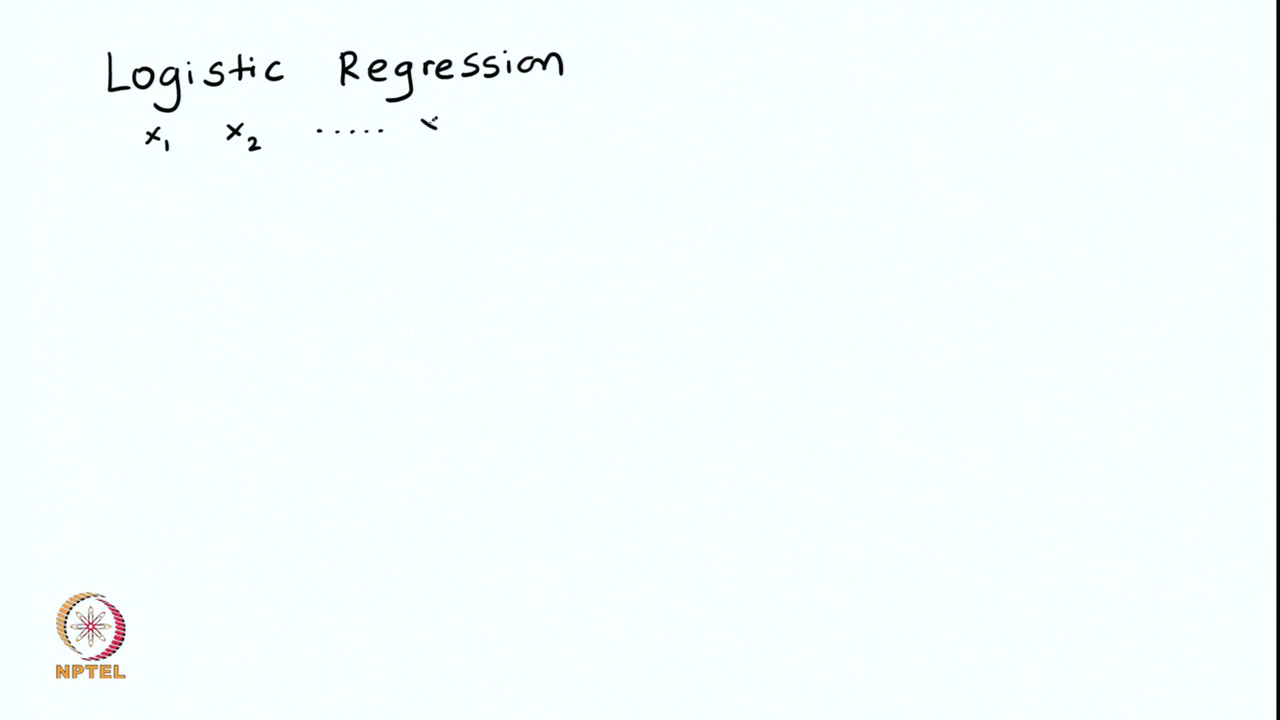 Logistic Regression
x₁ x₂ .....
NPTEL